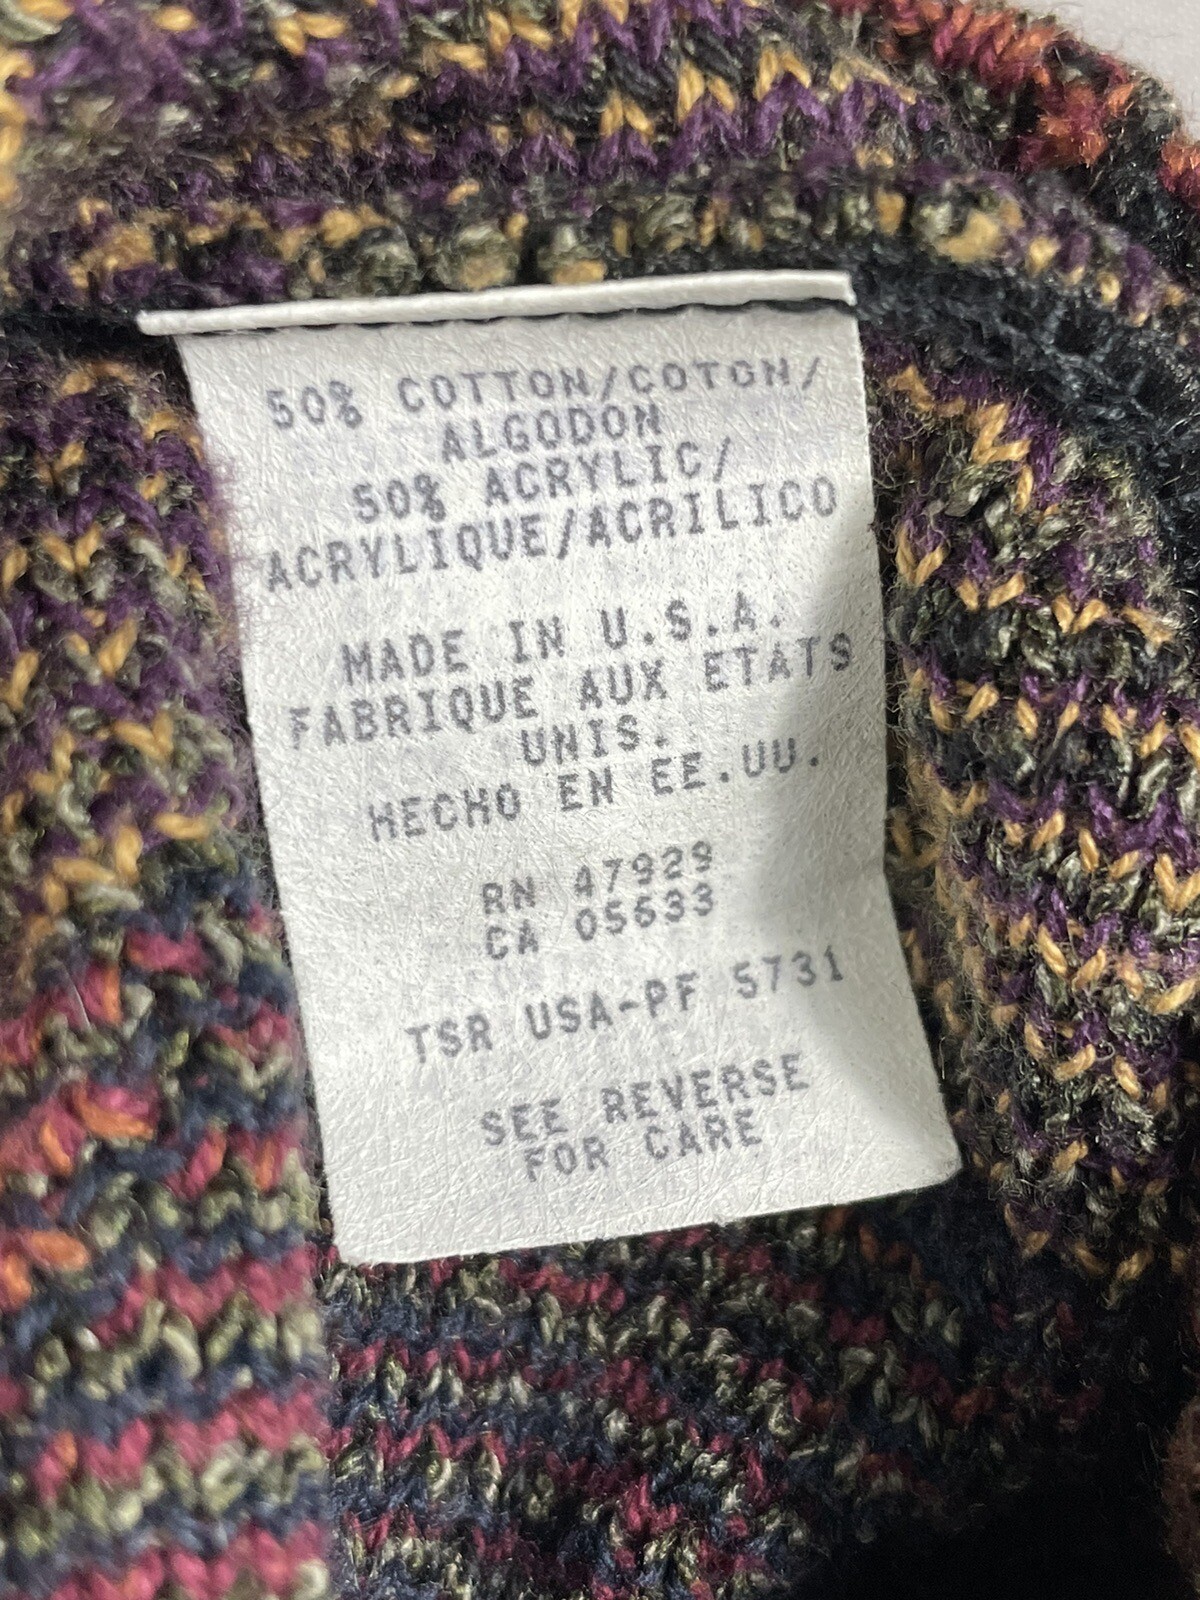 50% COTTON/COTON/
ALGODON
50% ACRYLIC/
ACRYLIQUE/ACRILICO
MADE IN U.S.A.
FABRIQUE AUX ETATS
UNIS.
HECHO EN EE.UU.
RN 47929
CA 05633
TSR USA-PF 5731
SEE REVERSE
FOR CARE